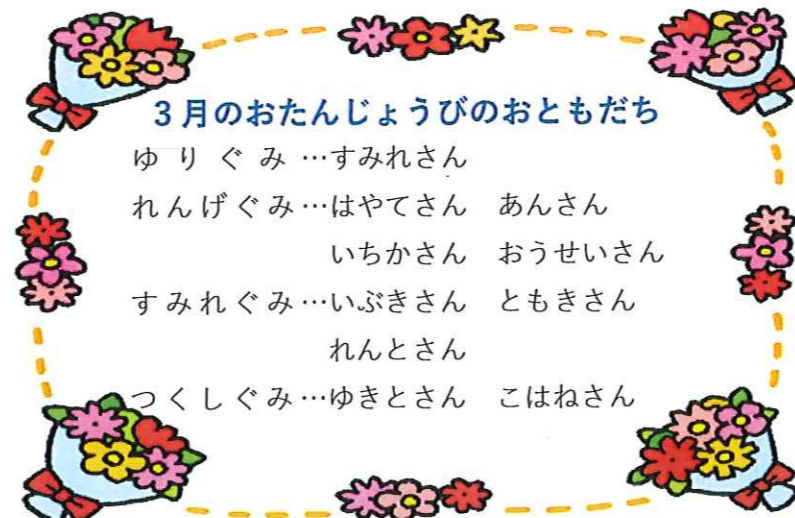 3月のおたんじょうびのおともだち
ゆりぐみ…すみれさん
れんげぐみ…はやてさん　あんさん
いちかさん　おうせいさん
すみれぐみ…いぶきさん　ともきさん
れんとさん
つくしぐみ…ゆきとさん　こはねさん